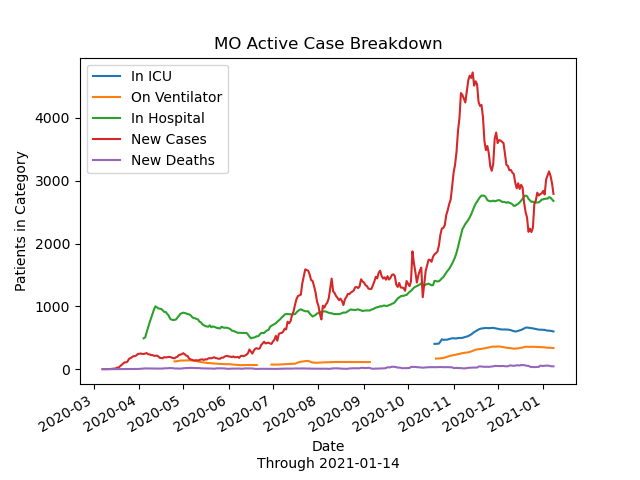 MO Active Case Breakdown
In ICU
On Ventilator
In Hospital
New Cases
New Deaths
Patients in Category
4000
3000
2000
1000
0
2020-03
2020-04
2020-05
2020-06
2020-07
2020-08
2020-09
2020-10
2020-11
2020-12
2021-01
Date
Through 2021-01-14